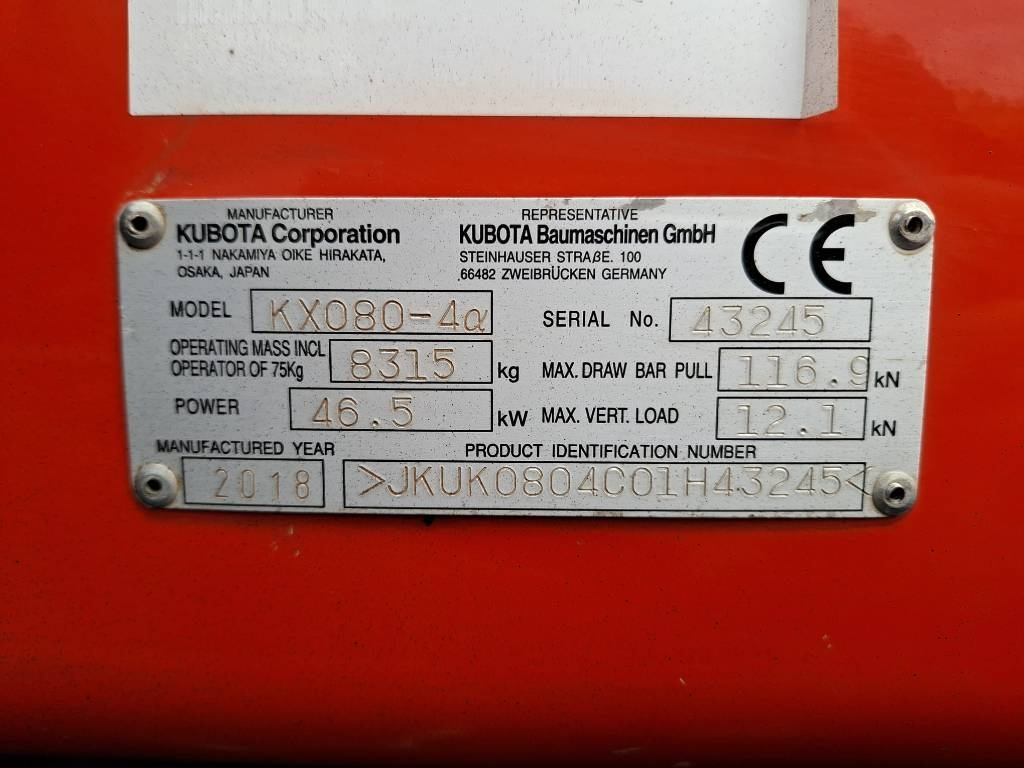 MANUFACTURER
KUBOTA Corporation
1-1-1 NAKAMIYA OIKE HIRAKATA,
OSAKA, JAPAN
REPRESENTATIVE
KUBOTA Baumaschinen GmbH
STEINHAUSER STRAßE. 100
66482 ZWEIBRÜCKEN GERMANY
CE
MODEL KX080-4α
SERIAL No. 43245
OPERATING MASS INCL
OPERATOR OF 75Kg 8315 kg
MAX. DRAW BAR PULL 116.9 kN
POWER 46.5 kW
MAX. VERT. LOAD 12.1 kN
MANUFACTURED YEAR
2018
PRODUCT IDENTIFICATION NUMBER
>JKUK0804C01H43245<